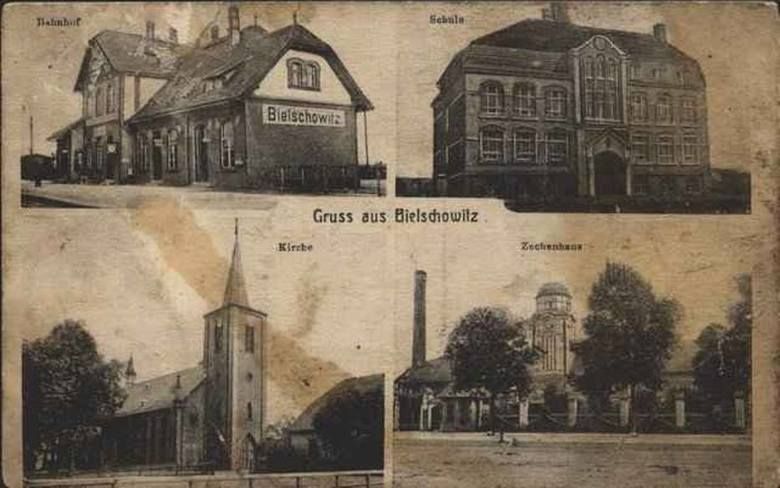 Bahnhof
Schule
Bielschowitz
Gruss aus Bielschowitz
Kirche
Zechenhaus